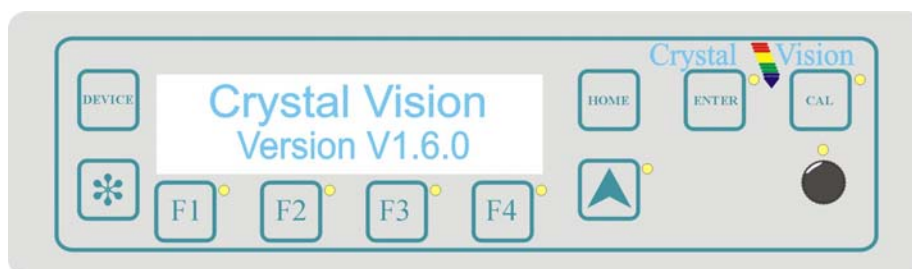 Crystal Vision
DEVICE
Crystal Vision
Version V1.6.0
HOME
ENTER
CAL
F1
F2
F3
F4